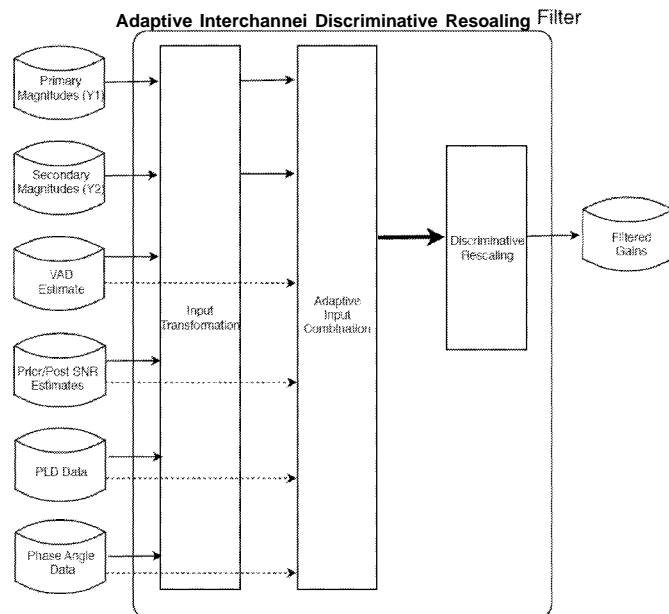 Adaptive Interchannei Discriminative Resoaling Filter
Primary
Magnitudes (Y1)
Secondary
Magnitudes (Y2)
VAD
Estimate
Prior/Post SNR
Estimates
PLD Data
Phase Angle
Data
Input
Transformation
Adaptive
Input
Combination
Discriminative
Rescaling
Filtered
Gains